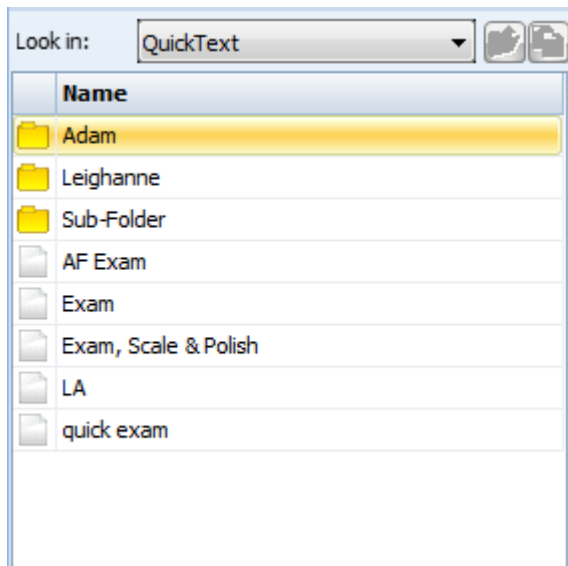 Look in: QuickText
Name
Adam
Leighanne
Sub-Folder
AF Exam
Exam
Exam, Scale & Polish
LA
quick exam